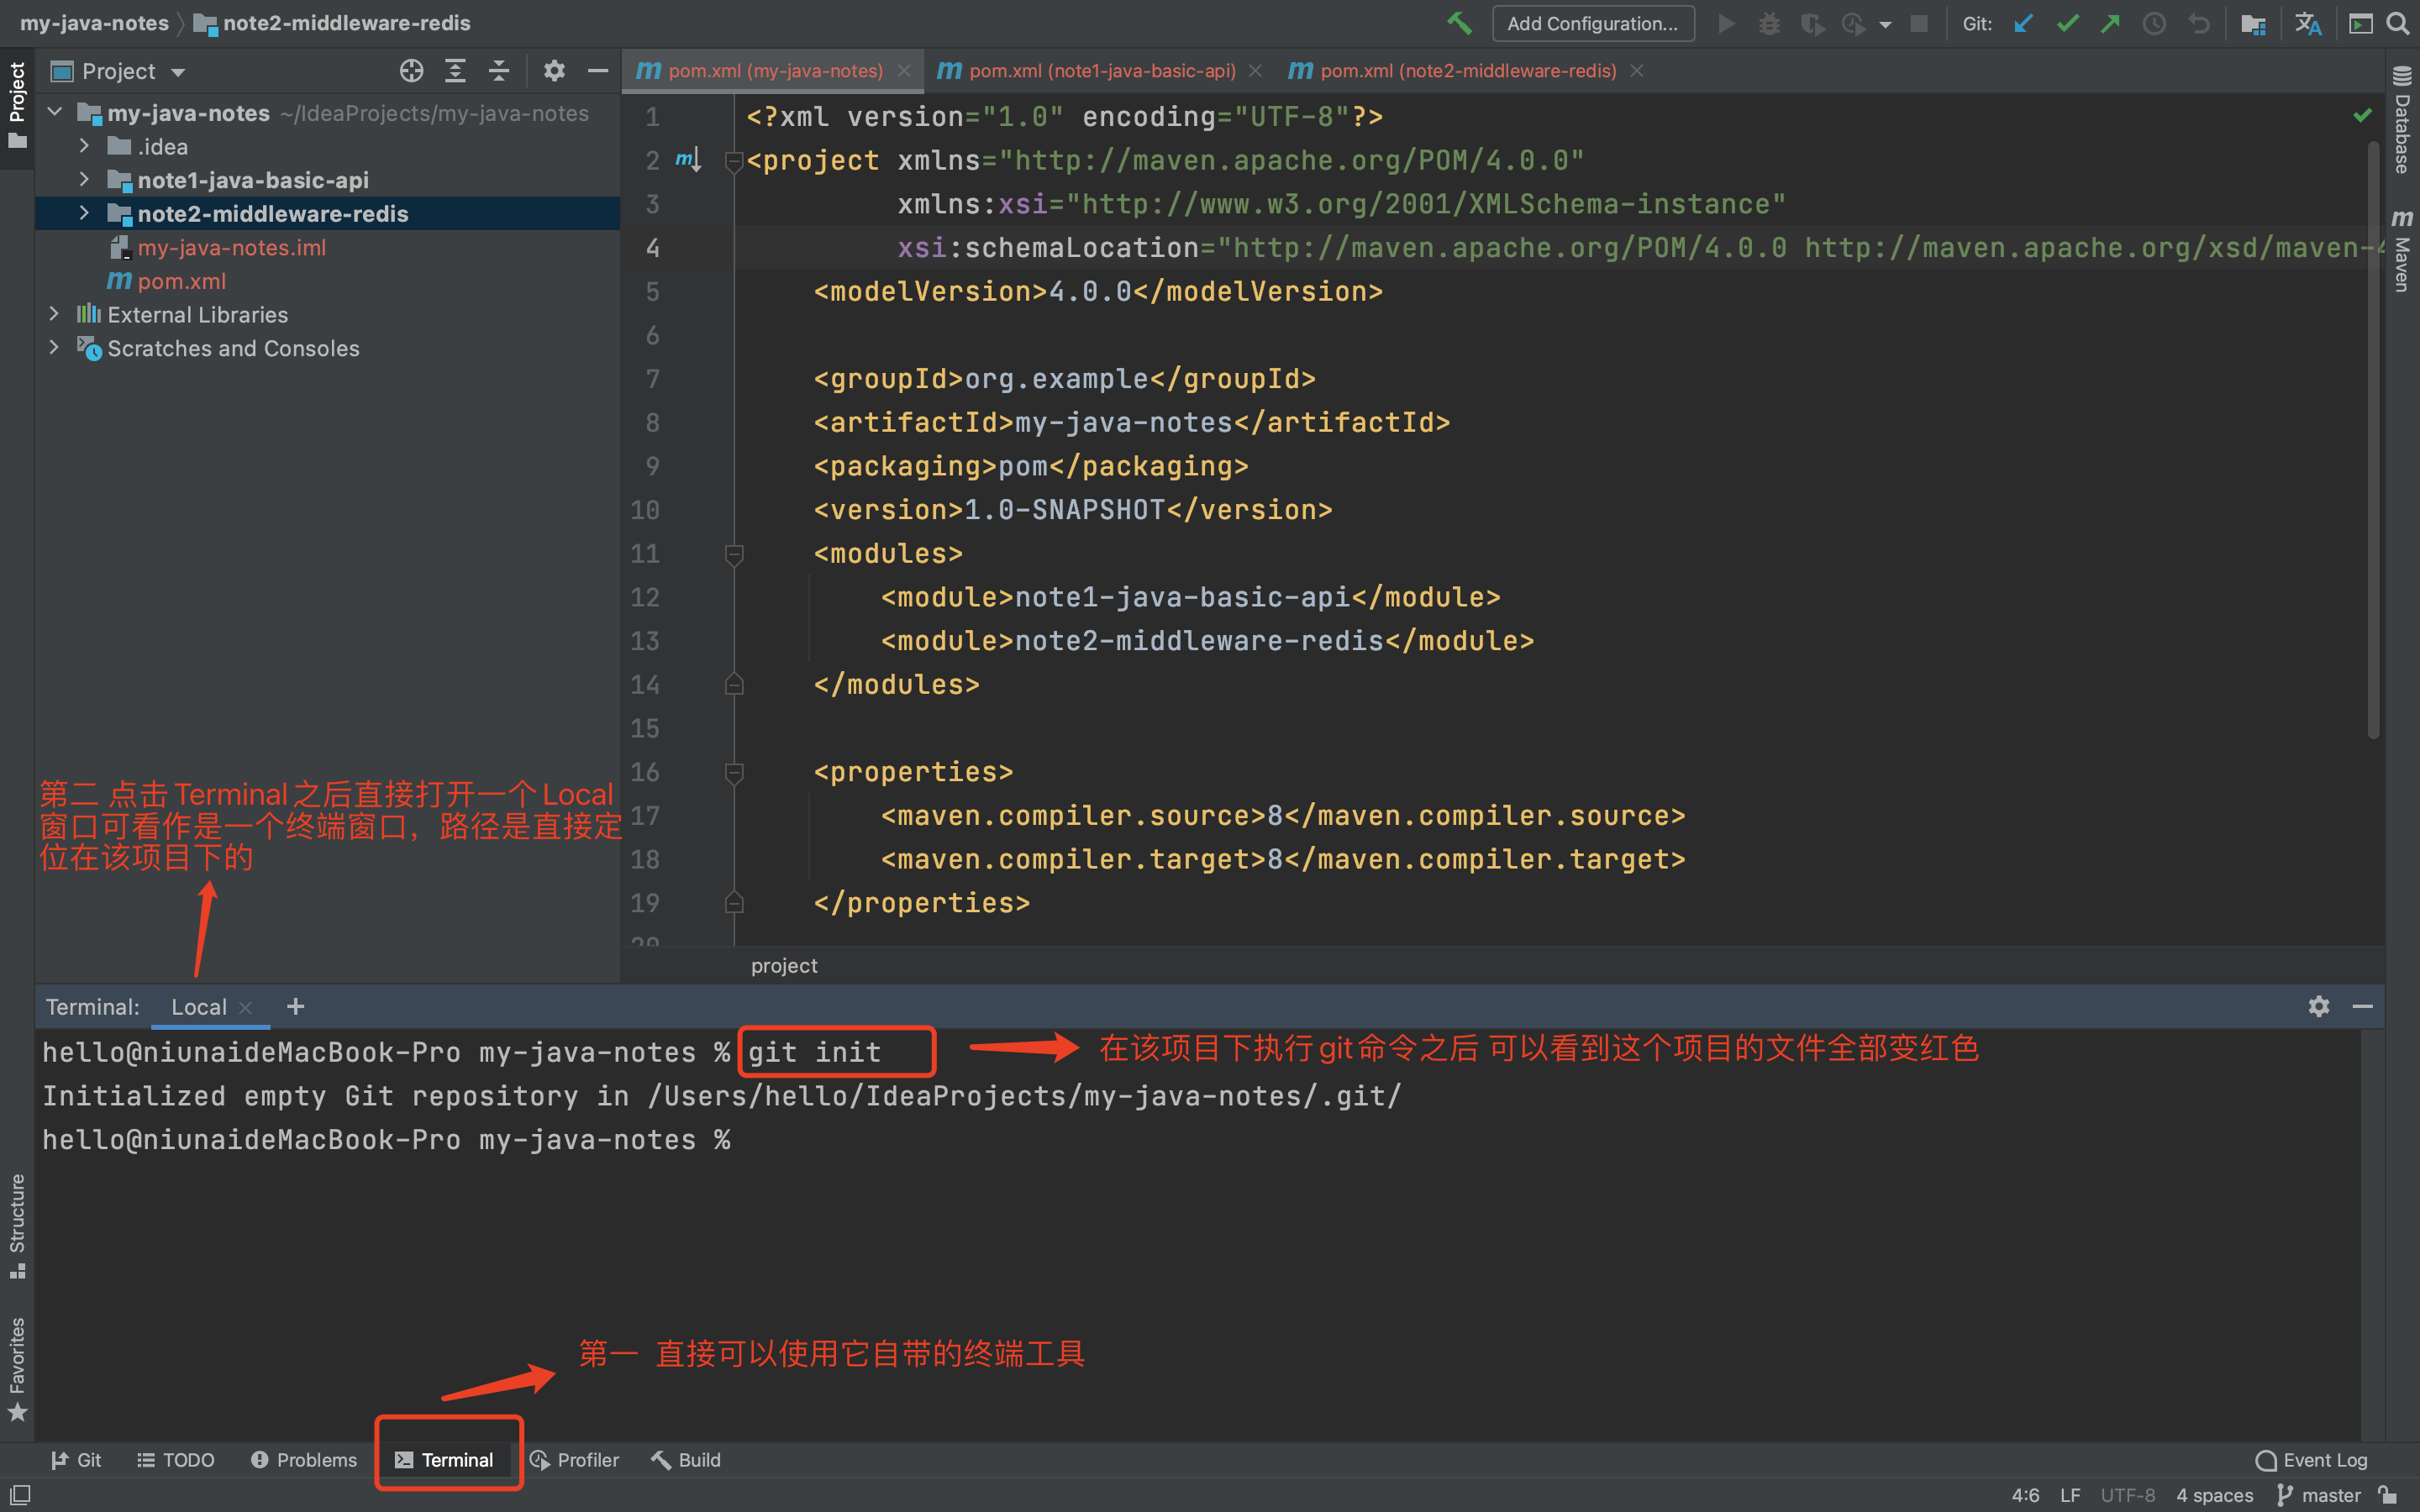 my-java-notes note2-middleware-redis
Add Configuration...
Git:
Project
pom.xml (my-java-notes)
pom.xml (note1-java-basic-api)
pom.xml (note2-middleware-redis)
Project
my-java-notes ~/IdeaProjects/my-java-notes
.idea
note1-java-basic-api
note2-middleware-redis
my-java-notes.iml
pom.xml
External Libraries
Scratches and Consoles
1 <?xml version="1.0" encoding="UTF-8"?>
2 <project xmlns="http://maven.apache.org/POM/4.0.0"
3 xmlns:xsi="http://www.w3.org/2001/XMLSchema-instance"
4 xsi:schemaLocation="http://maven.apache.org/POM/4.0.0 http://maven.apache.org/xsd/maven-4
5 <modelVersion>4.0.0</modelVersion>
6
7 <groupId>org.example</groupId>
8 <artifactId>my-java-notes</artifactId>
9 <packaging>pom</packaging>
10 <version>1.0-SNAPSHOT</version>
11 <modules>
12 <module>note1-java-basic-api</module>
13 <module>note2-middleware-redis</module>
14 </modules>
15
16 <properties>
17 <maven.compiler.source>8</maven.compiler.source>
18 <maven.compiler.target>8</maven.compiler.target>
19 </properties>
20
project
Database
Maven
第二 点击 Terminal 之后直接打开一个 Local
窗口可看作是一个终端窗口，路径是直接定
位在该项目下的
Terminal: Local
hello@niunaideMacBook-Pro my-java-notes % git init
在该项目下执行 git 命令之后 可以看到这个项目的文件全部变红色
Initialized empty Git repository in /Users/hello/IdeaProjects/my-java-notes/.git/
hello@niunaideMacBook-Pro my-java-notes %
第一 直接可以使用它自带的终端工具
Structure
Favorites
Git TODO Problems Terminal Profiler Build Event Log
4:6 LF UTF-8 4 spaces master